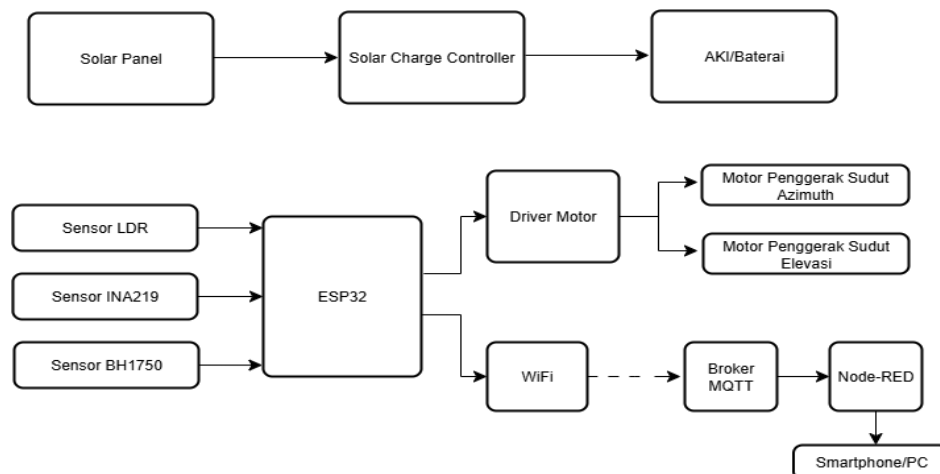 Solar Panel
Solar Charge Controller
AKI/Baterai
Sensor LDR
Sensor INA219
Sensor BH1750
ESP32
Driver Motor
Motor Penggerak Sudut
Azimuth
Motor Penggerak Sudut
Elevasi
WiFi
Broker
MQTT
Node-RED
Smartphone/PC